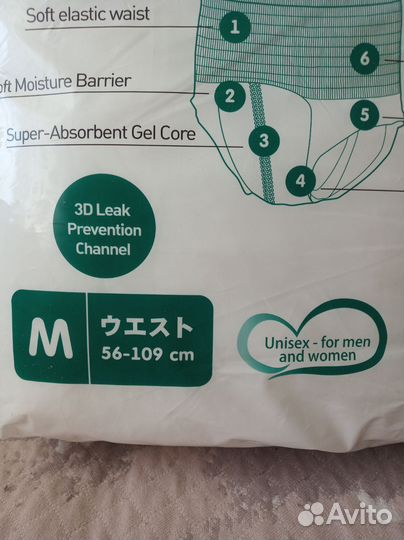 Soft elastic waist
1
6
oft Moisture Barrier
2
5
Super-Absorbent Gel Core
3
4
3D Leak
Prevention
Channel
M
ウエスト
56-109 cm
Unisex - for men
and women
Avito